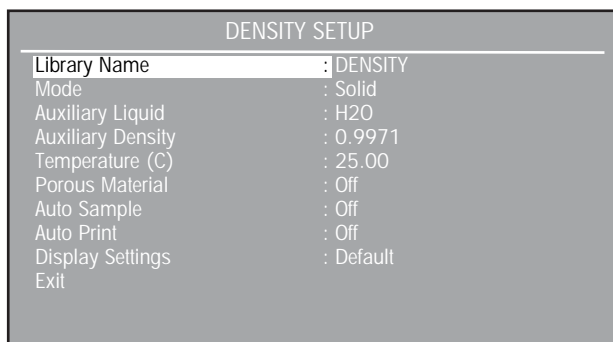 DENSITY SETUP
Library Name : DENSITY
Mode : Solid
Auxiliary Liquid : H2O
Auxiliary Density : 0.9971
Temperature (C) : 25.00
Porous Material : Off
Auto Sample : Off
Auto Print : Off
Display Settings : Default
Exit